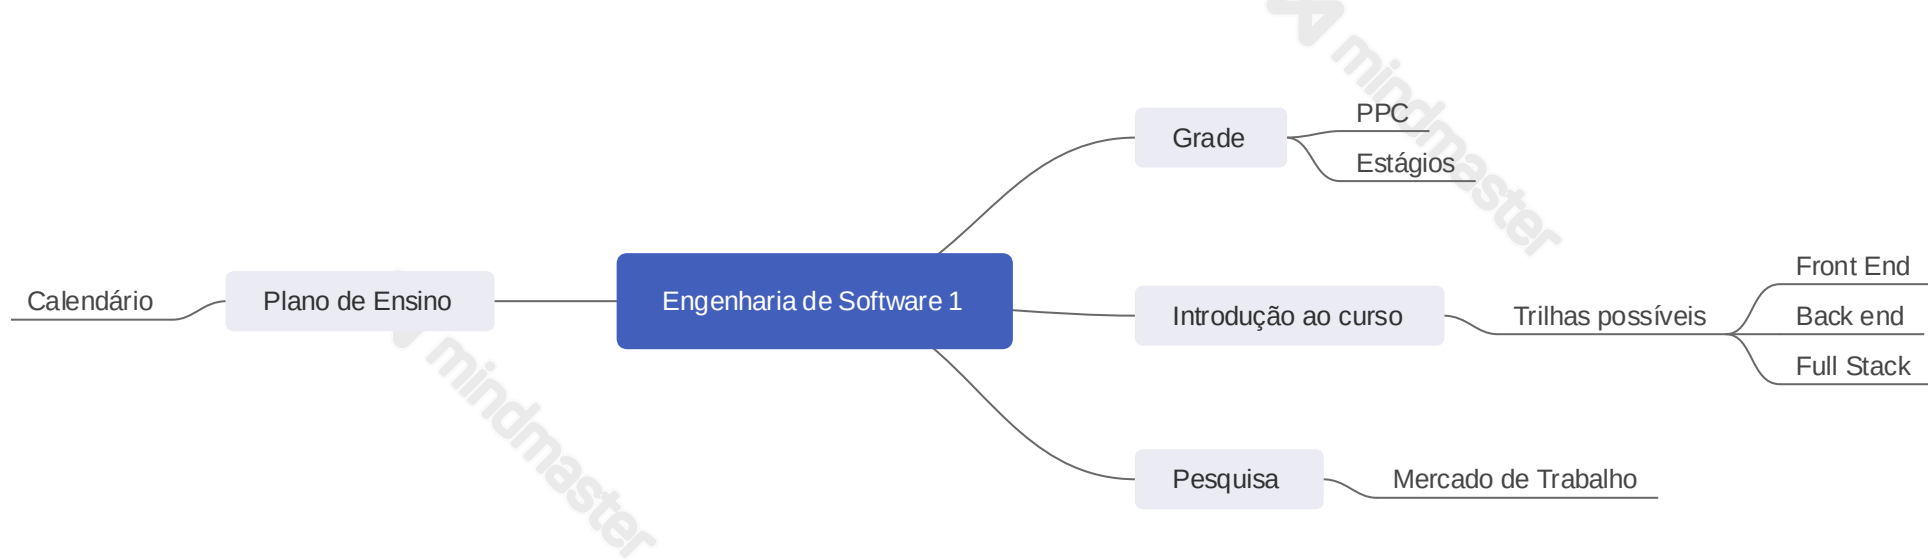 mindmaster
PPC
Grade
Estágios
Front End
Calendário
Plano de Ensino
Engenharia de Software 1
Introdução ao curso
Trilhas possíveis
Back end
Full Stack
mindmaster
Pesquisa
Mercado de Trabalho